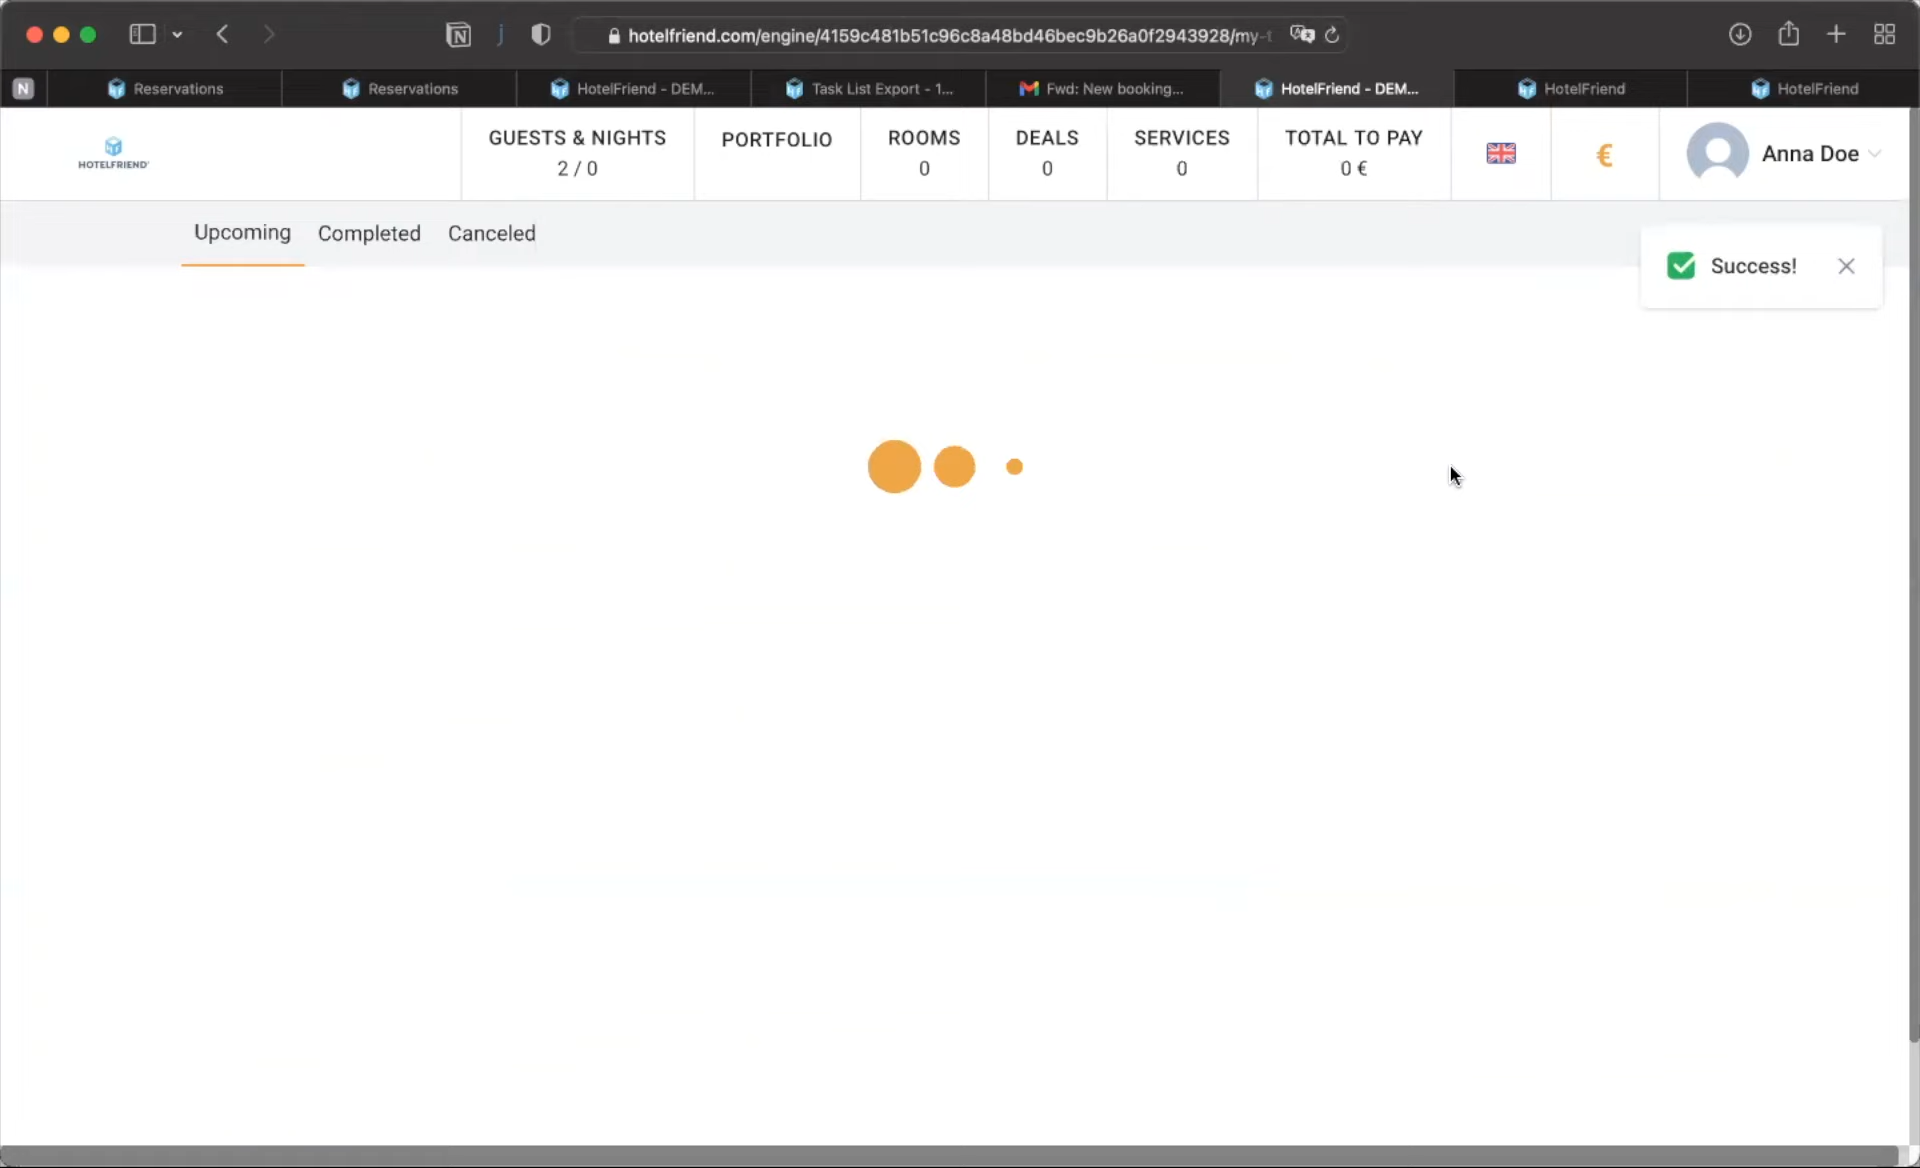 hotelfriend.com/engine/4159c481b51c96c8a48bd46bec9b26a0f2943928/my-t
N
Reservations
Reservations
HotelFriend - DEM...
Task List Export - 1...
Fwd: New booking...
HotelFriend - DEM...
HotelFriend
HotelFriend
HOTELFRIEND
GUESTS & NIGHTS
2 / 0
PORTFOLIO
ROOMS
0
DEALS
0
SERVICES
0
TOTAL TO PAY
0 €
€
Anna Doe
Upcoming
Completed
Canceled
Success!